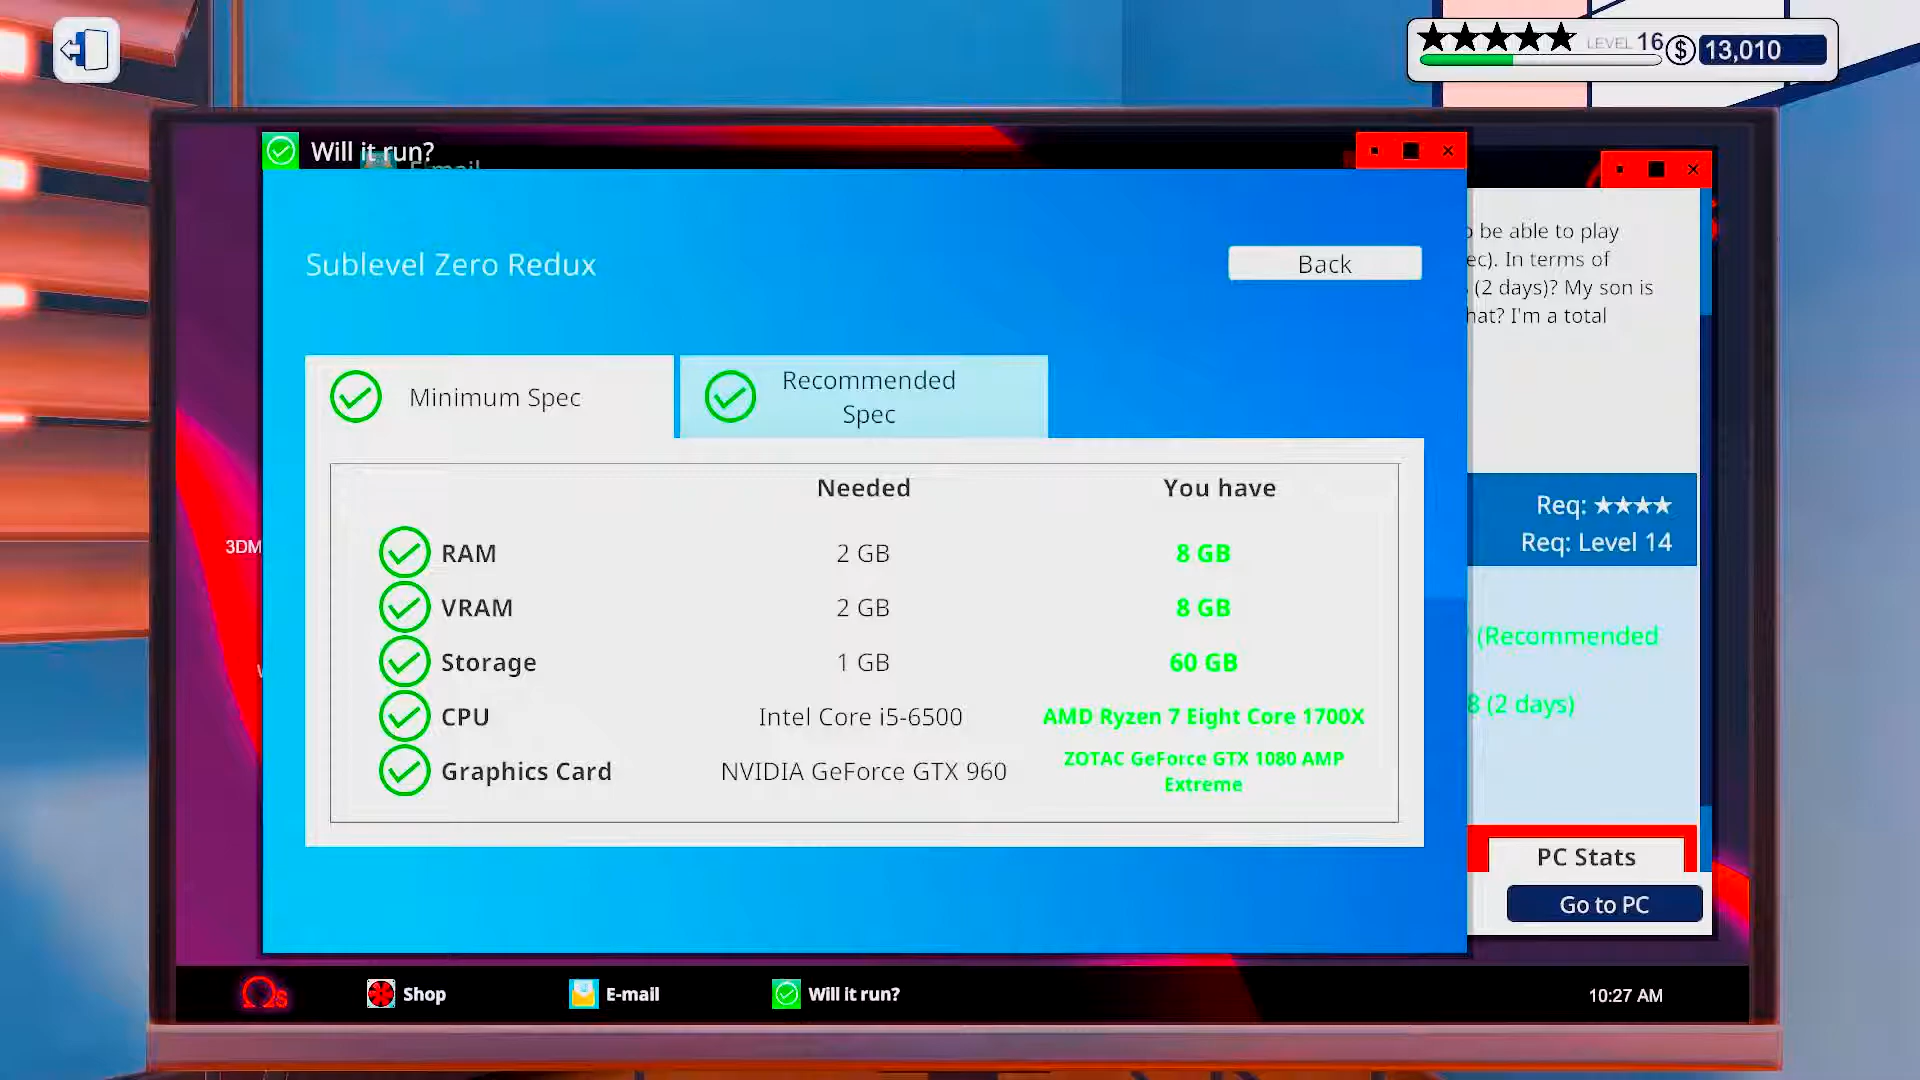 LEVEL 16
$ 13,010
Will it run?
Sublevel Zero Redux
Back
Minimum Spec
Recommended
Spec
Needed
You have
RAM
2 GB
8 GB
VRAM
2 GB
8 GB
Storage
1 GB
60 GB
CPU
Intel Core i5-6500
AMD Ryzen 7 Eight Core 1700X
Graphics Card
NVIDIA GeForce GTX 960
ZOTAC GeForce GTX 1080 AMP
Extreme
be able to play
In terms of
(2 days)? My son is
I'm a total
Req: ★★★★
Req: Level 14
(Recommended
8 (2 days)
PC Stats
Go to PC
3DM
Shop
E-mail
Will it run?
10:27 AM